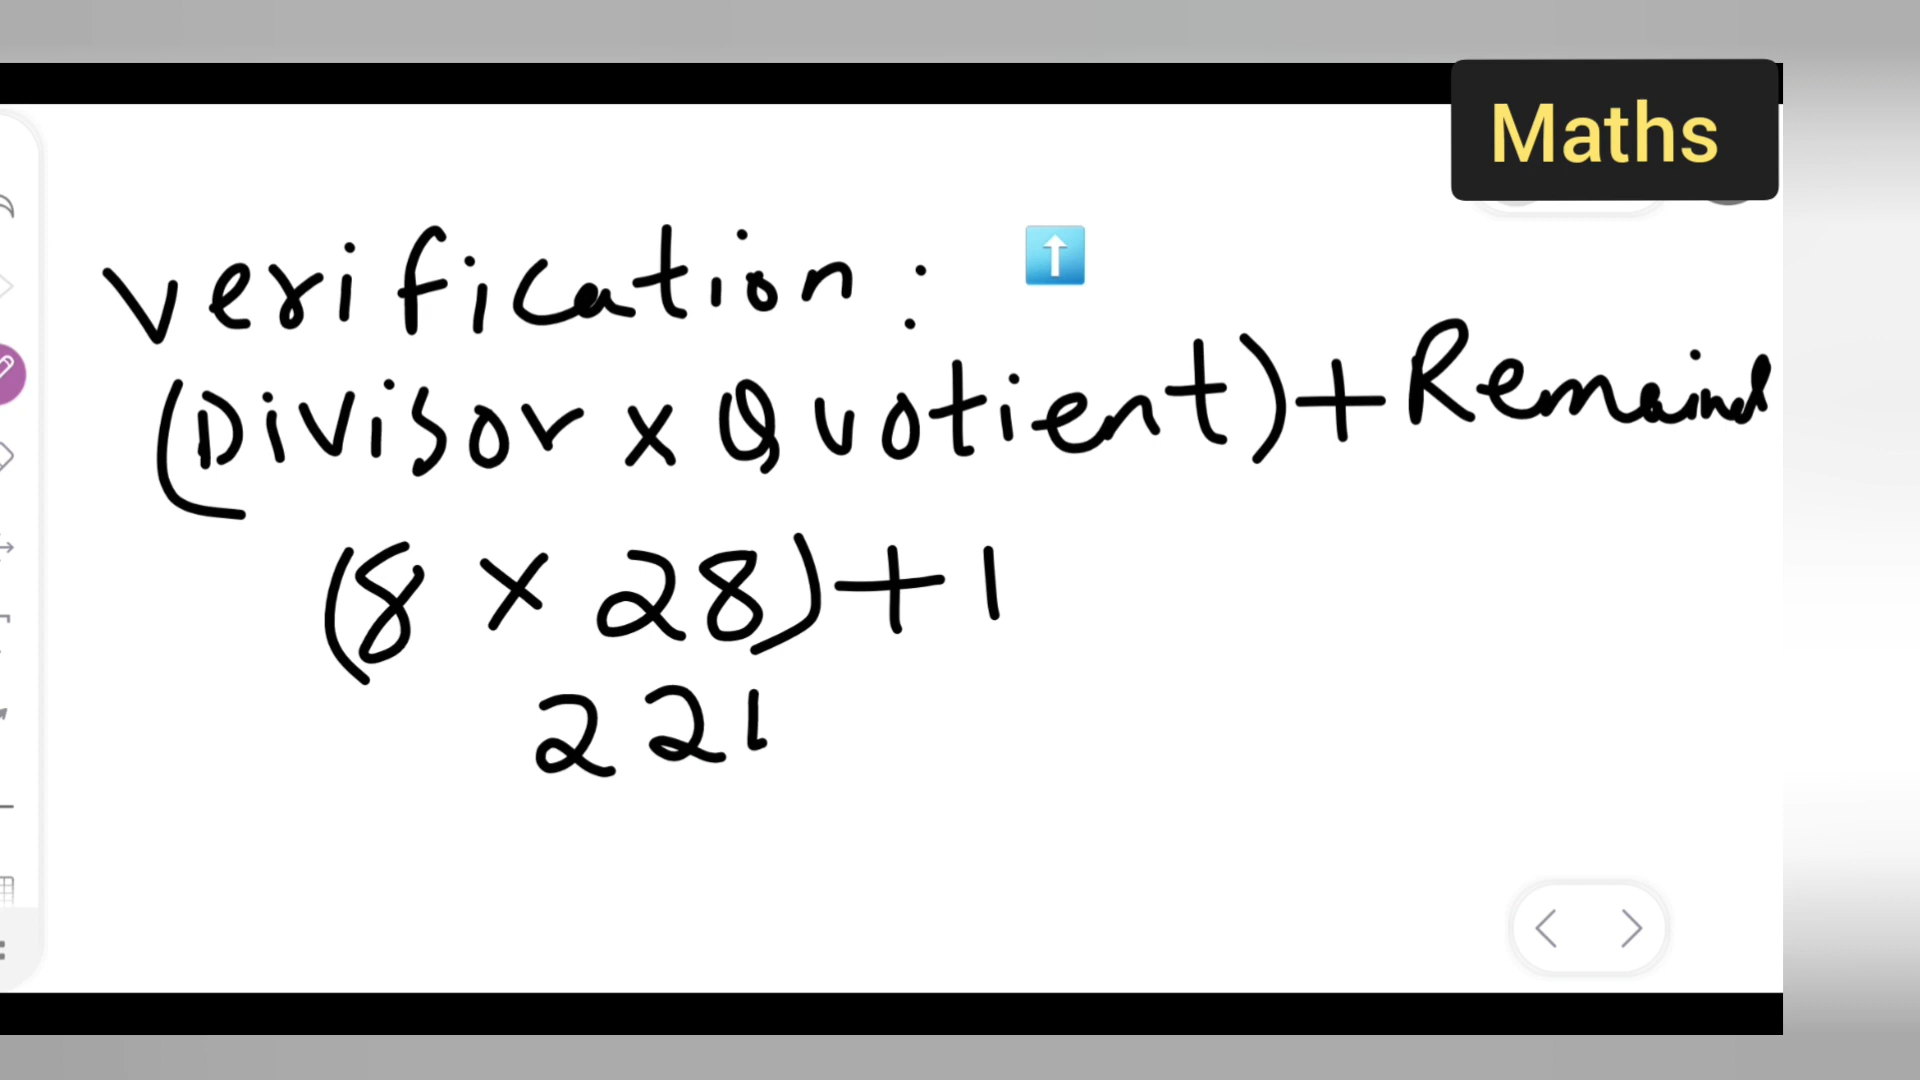 Maths
Verification:
(Divisor x Quotient) + Remaind
(8 x 28) + 1
221